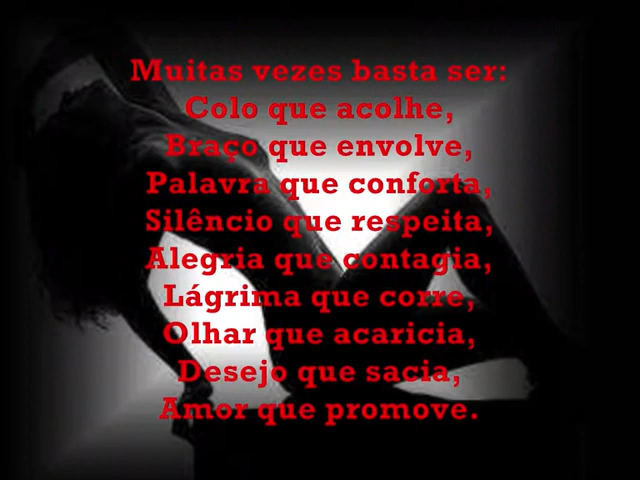 Muitas vezes basta ser:
Colo que acolhe,
Braço que envolve,
Palavra que conforta,
Silêncio que respeita,
Alegria que contagia,
Lágrima que corre,
Olhar que acaricia,
Desejo que sacia,
Amor que promove.